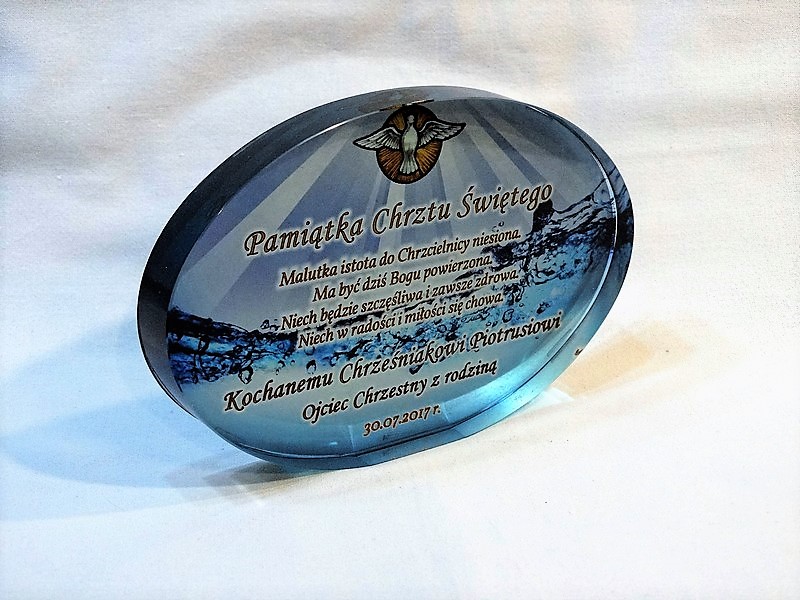 Pamiątka Chrztu Świętego
Malutka istota do Chrzcielnicy niesiona.
Ma być dziś Bogu powierzona.
Niech będzie szczęśliwa i zawsze zdrowa.
Niech w radości i miłości się chowa.
Kochanemu Chrześniakowi Piotrusiowi
Ojciec Chrzestny z rodziną
30.07.2017 r.